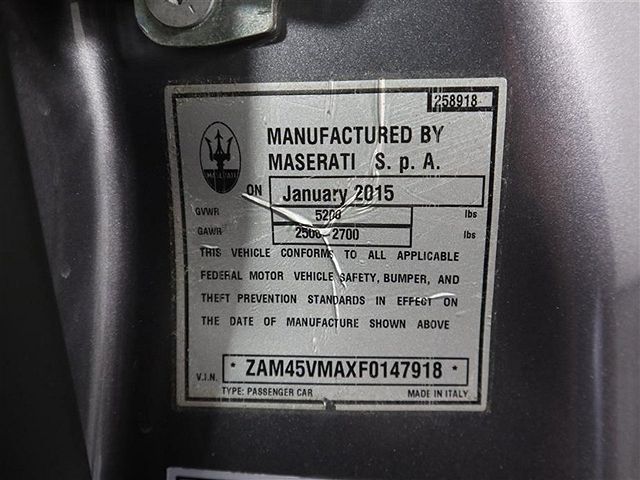 258918
MASERATI
MANUFACTURED BY
MASERATI S. p. A.
ON January 2015
GVWR 5200 lbs
GAWR 2500 2700 lbs
THIS VEHICLE CONFORMS TO ALL APPLICABLE
FEDERAL MOTOR VEHICLE SAFETY, BUMPER, AND
THEFT PREVENTION STANDARDS IN EFFECT ON
THE DATE OF MANUFACTURE SHOWN ABOVE
V.I.N. * ZAM45VMAXF0147918 *
TYPE: PASSENGER CAR MADE IN ITALY